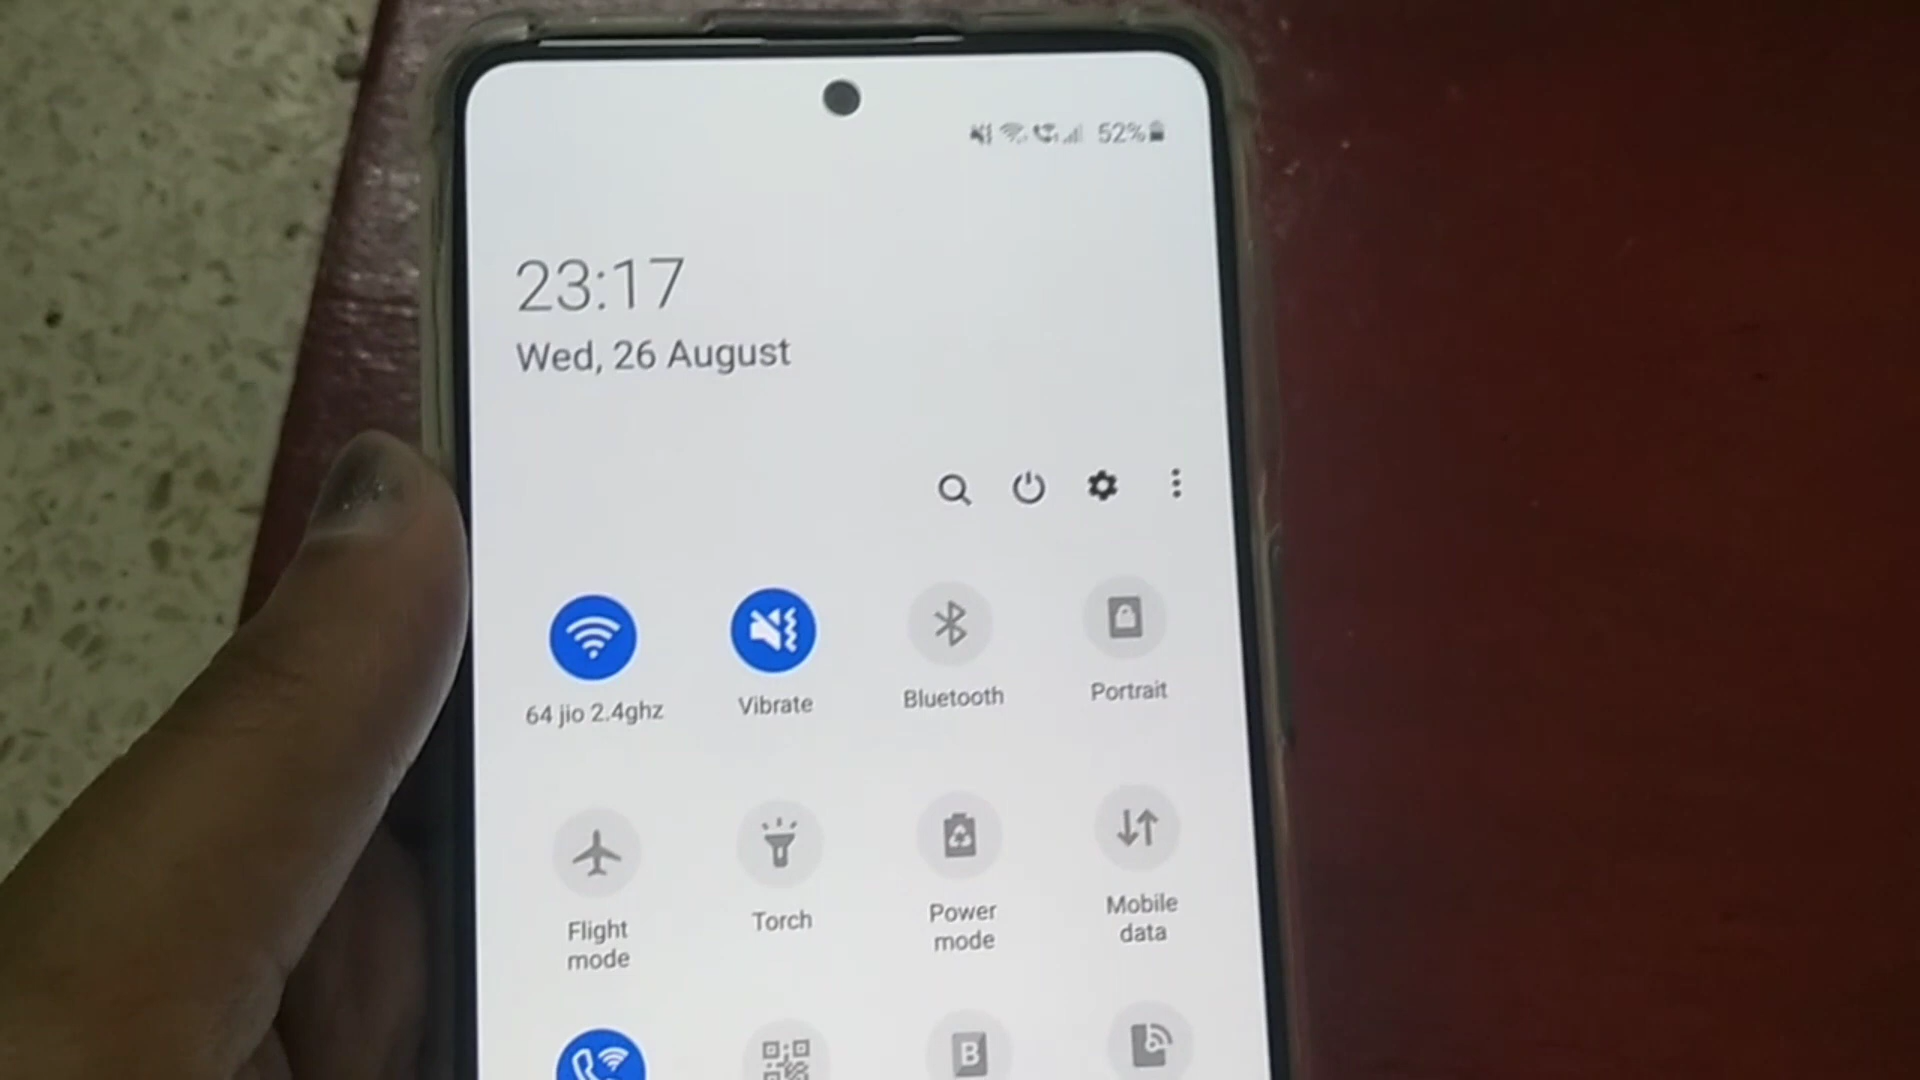 52%
23:17
Wed, 26 August
64 jio 2.4ghz
Vibrate
Bluetooth
Portrait
Flight
mode
Torch
Power
mode
Mobile
data
B